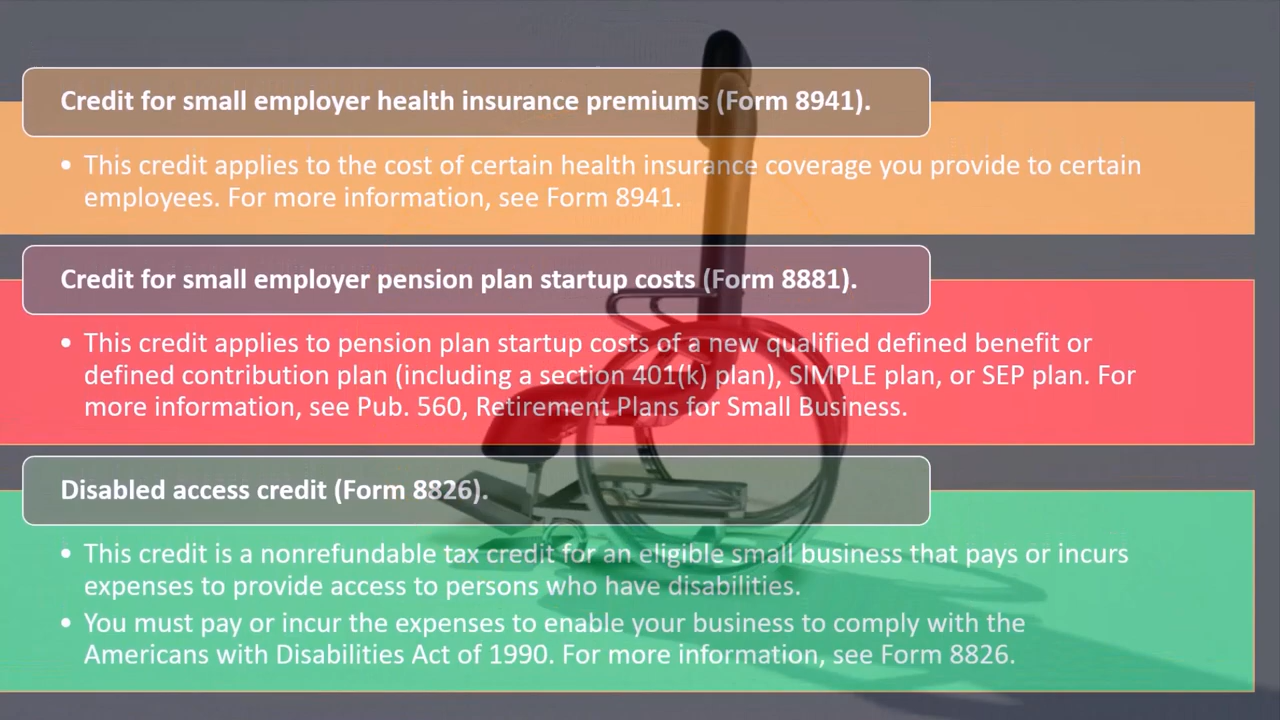 Credit for small employer health insurance premiums (Form 8941).
• This credit applies to the cost of certain health insurance coverage you provide to certain
employees. For more information, see Form 8941.
Credit for small employer pension plan startup costs (Form 8881).
• This credit applies to pension plan startup costs of a new qualified defined benefit or
defined contribution plan (including a section 401(k) plan), SIMPLE plan, or SEP plan. For
more information, see Pub. 560, Retirement Plans for Small Business.
Disabled access credit (Form 8826).
• This credit is a nonrefundable tax credit for an eligible small business that pays or incurs
expenses to provide access to persons who have disabilities.
• You must pay or incur the expenses to enable your business to comply with the
Americans with Disabilities Act of 1990. For more information, see Form 8826.